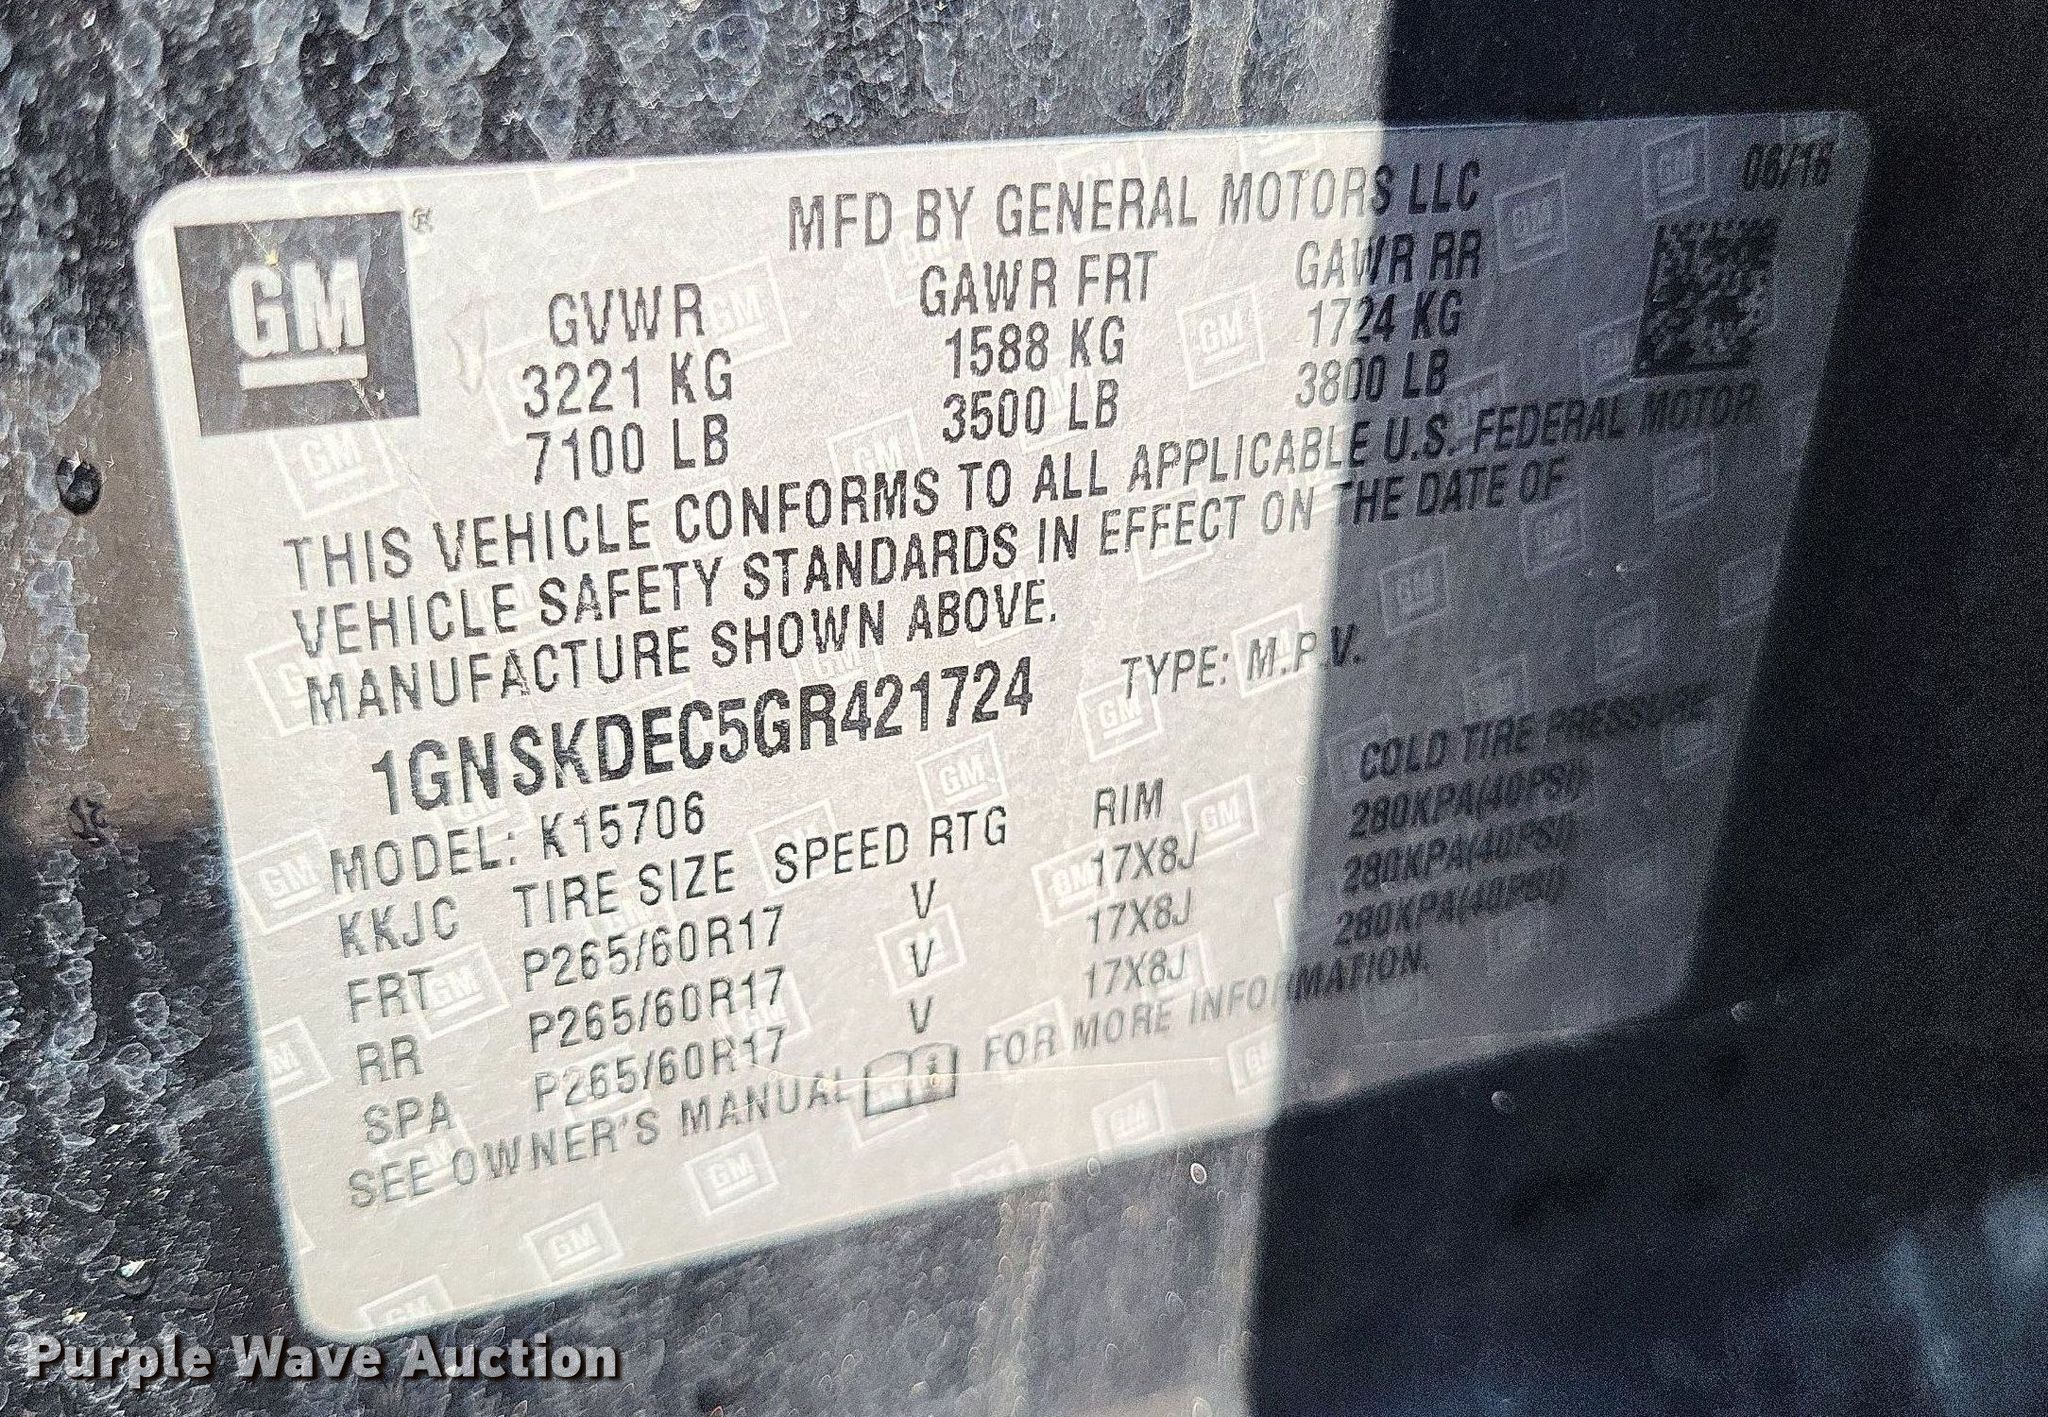 06/16
MFD BY GENERAL MOTORS LLC
GM ®
GVWR GAWR FRT GAWR RR
3221 KG 1588 KG 1724 KG
7100 LB 3500 LB 3800 LB
THIS VEHICLE CONFORMS TO ALL APPLICABLE U.S. FEDERAL MOTOR
VEHICLE SAFETY STANDARDS IN EFFECT ON THE DATE OF
MANUFACTURE SHOWN ABOVE.
1GNSKDEC5GR421724 TYPE: M.P.V.
MODEL: K15706
KKJC TIRE SIZE SPEED RTG RIM COLD TIRE PRESSURE
FRT P265/60R17 V 17X8J 280KPA(40PSI)
RR P265/60R17 V 17X8J 280KPA(40PSI)
SPA P265/60R17 V 17X8J 280KPA(40PSI)
SEE OWNER'S MANUAL FOR MORE INFORMATION.
Purple Wave Auction